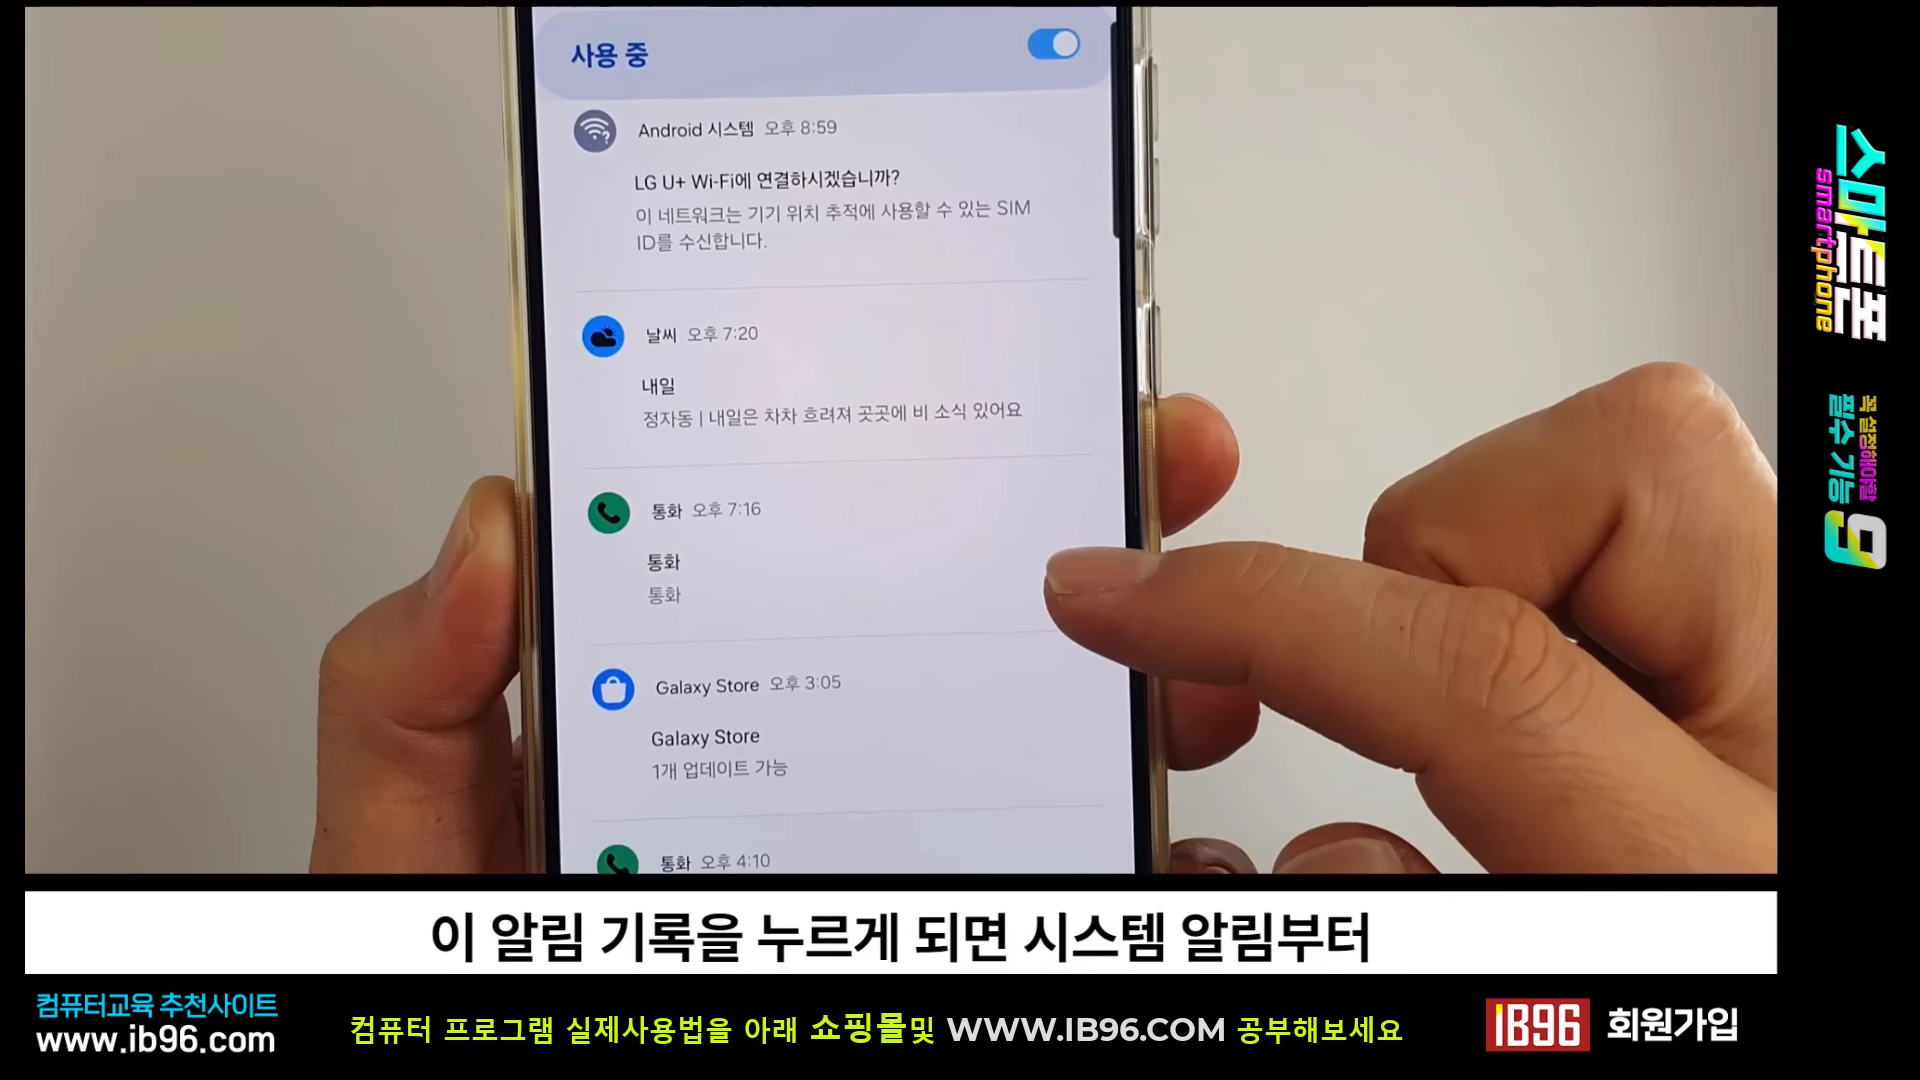 사용 중
Android 시스템 오후 8:59
LG U+ Wi-Fi에 연결하시겠습니까?
이 네트워크는 기기 위치 추적에 사용할 수 있는 SIM
ID를 수신합니다.
날씨 오후 7:20
내일
정자동 | 내일은 차차 흐려져 곳곳에 비 소식 있어요
통화 오후 7:16
통화
통화
Galaxy Store 오후 3:05
Galaxy Store
1개 업데이트 가능
통화 오후 4:10
스마트폰
smartphone
꼭 설정해야할
필수 기능
9
이 알림 기록을 누르게 되면 시스템 알림부터
컴퓨터교육 추천사이트
www.ib96.com
컴퓨터 프로그램 실제사용법을 아래 쇼핑몰및 WWW.IB96.COM 공부해보세요
IB96 회원가입